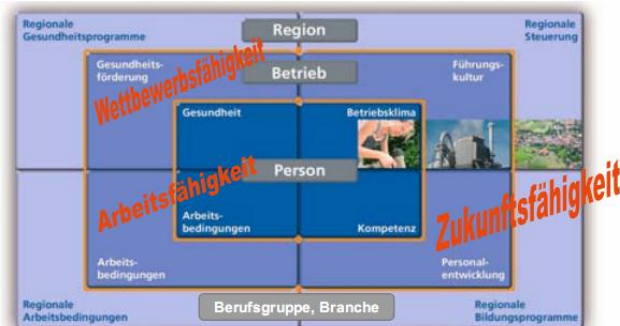 Regionale
Gesundheitsprogramme
Region
Regionale
Steuerung
Gesundheits-
förderung
Wettbewerbsfähigkeit
Betrieb
Führungs-
kultur
Gesundheit
Betriebsklima
Arbeitsfähigkeit
Person
Zukunftsfähigkeit
Arbeits-
bedingungen
Kompetenz
Arbeits-
bedingungen
Personal-
entwicklung
Regionale
Arbeitsbedingungen
Berufsgruppe, Branche
Regionale
Bildungsprogramme